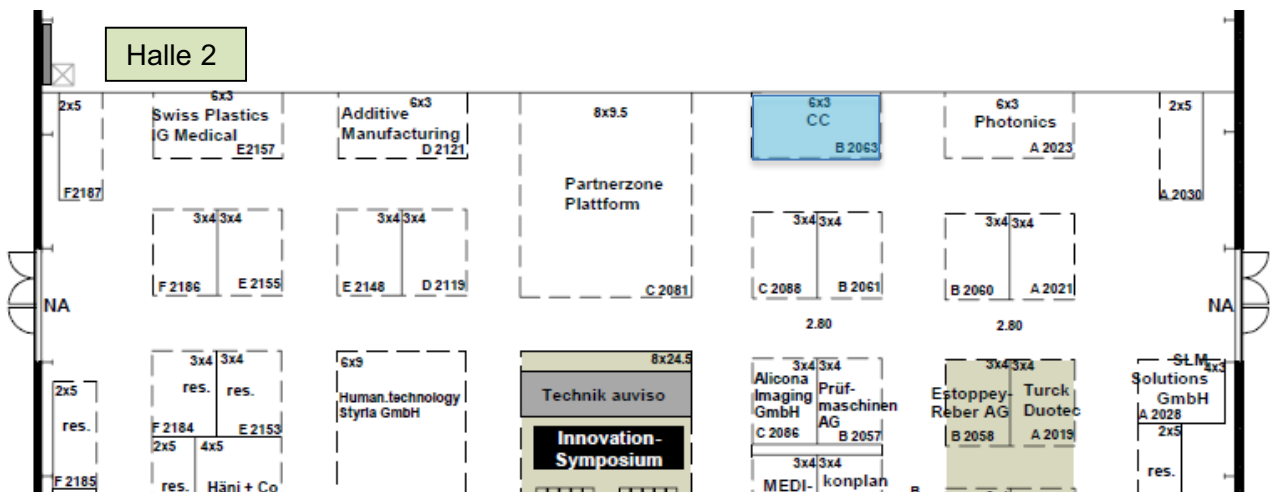 Halle 2
2x5
6x3
Swiss Plastics
IG Medical
E2157
6x3
Additive
Manufacturing
D 2121
8x9.5
6x3
CC
B 2063
6x3
Photonics
A 2023
2x5
F2187
Partnerzone
Plattform
A 2030
3x4 3x4
F 2186
E 2155
3x4 3x4
E 2148
D 2119
C 2081
3x4 3x4
C 2088
B 2061
3x4 3x4
B 2060
A 2021
NA
NA
2.80
2.80
3x4 3x4
res.
res.
F 2184
E 2153
6x9
Human.technology
Styria GmbH
8x24.5
Technik auviso
Innovation-
Symposium
3x4 3x4
Alicona
Imaging
GmbH
C 2086
Prüf-
maschinen
AG
B 2057
3x4 3x4
Estoppey-
Reber AG
B 2058
Turck
Duotec
A 2019
SLM
Solutions
GmbH
4x3
A 2028
2x5
res.
F 2185
2x5
res.
4x5
Häni + Co
3x4 3x4
MEDI-
konplan
B
2x5
res.